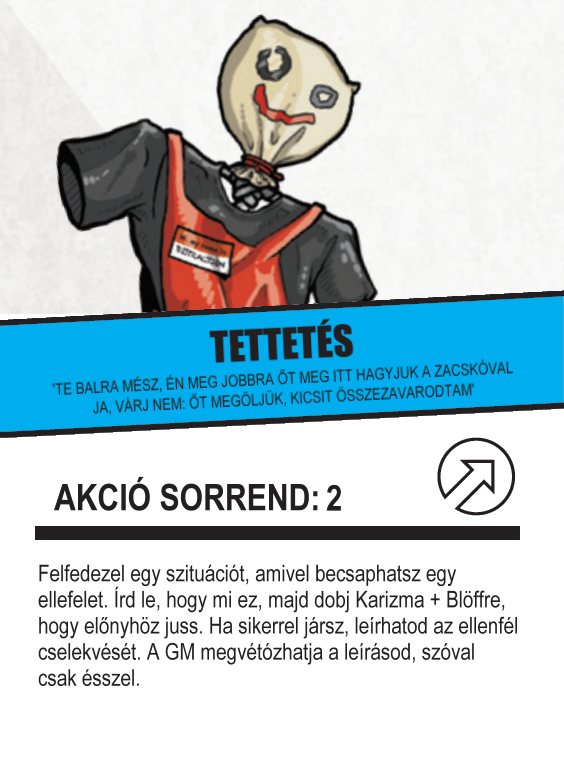 TETTETÉS
'TE BALRA MÉSZ, ÉN MEG JOBBRA ŐT MEG ITT HAGYJUK A ZACSKÓVAL
JA, VÁRJ NEM: ŐT MEGÖLJÜK, KICSIT ÖSSZEZAVARODTAM'
AKCIÓ SORREND: 2
Felfedezel egy szituációt, amivel becsaphatsz egy
ellefelet. Írd le, hogy mi ez, majd dobj Karizma + Blöffre,
hogy előnyhöz juss. Ha sikerrel jársz, leírhatod az ellenfél
cselekvését. A GM megvétózhatja a leírásod, szóval
csak ésszel.